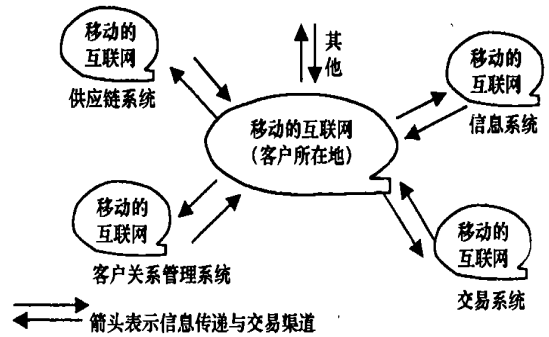 移动的
互联网
供应链系统
其
他
移动的
互联网
信息系统
移动的互联网
(客户所在地)
移动的
互联网
客户关系管理系统
移动的
互联网
交易系统
箭头表示信息传递与交易渠道